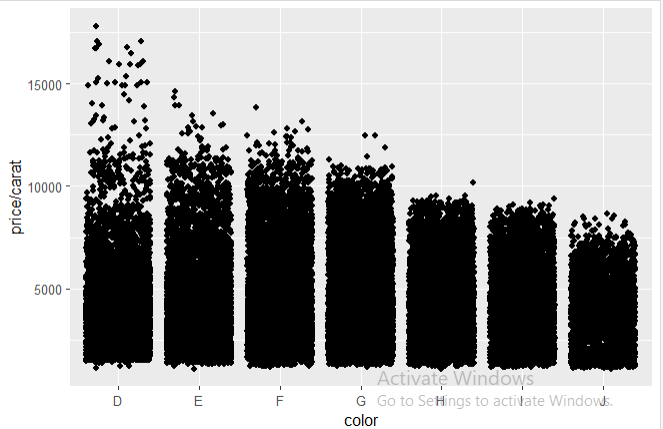 price/carat
15000
10000
5000
D E F G H I J
color
Activate Windows
Go to Settings to activate Windows.